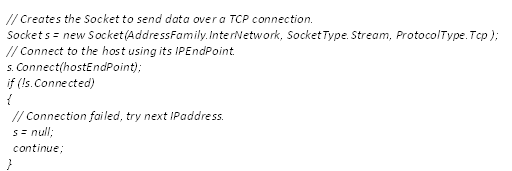 // Creates the Socket to send data over a TCP connection.
Socket s = new Socket(AddressFamily.InterNetwork, SocketType.Stream, ProtocolType.Tcp );
// Connect to the host using its IPEndPoint.
s.Connect(hostEndPoint);
if (!s.Connected)
{
// Connection failed, try next IPaddress.
s = null;
continue;
}